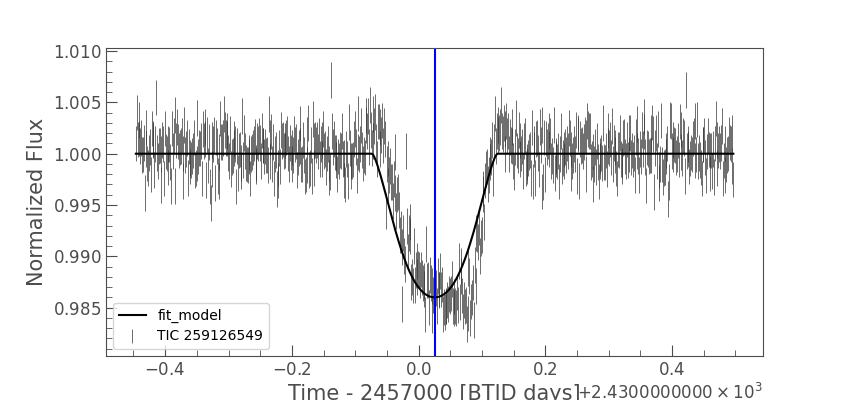 1.010
1.005
1.000
0.995
0.990
0.985
Normalized Flux
fit_model
TIC 259126549
−0.4
−0.2
0.0
0.2
0.4
Time - 2457000 [BTJD days]
+2.4300000000 × 10³